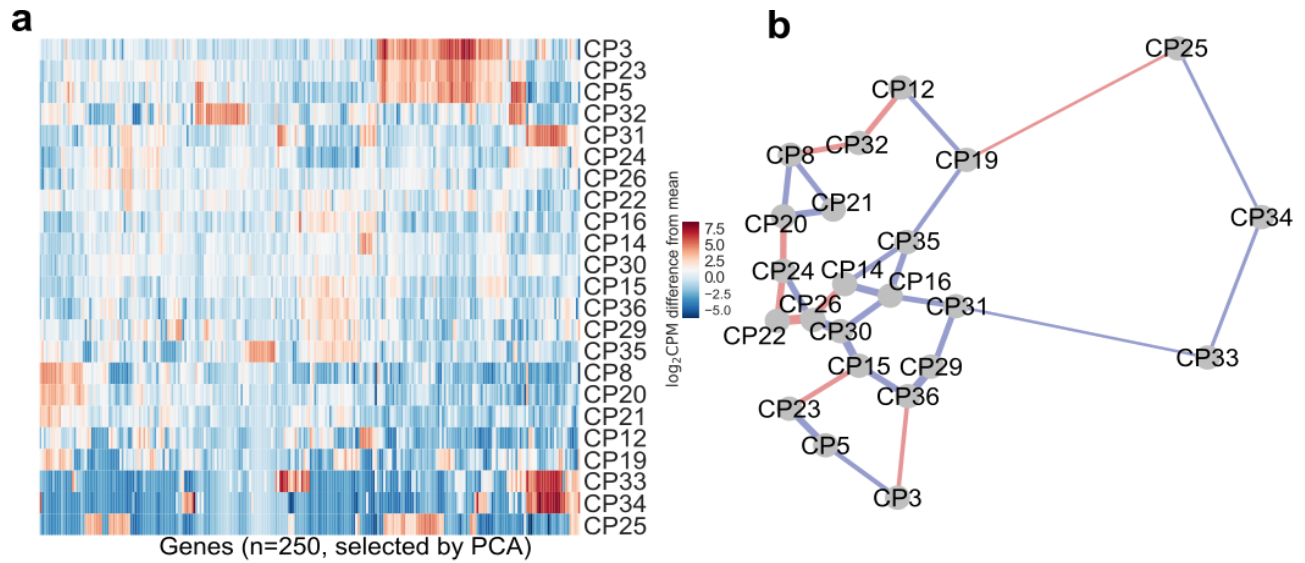 a
CP3
CP23
CP5
CP32
CP31
CP24
CP26
CP22
CP16
CP14
CP30
CP15
CP36
CP29
CP35
CP8
CP20
CP21
CP12
CP19
CP33
CP34
CP25
Genes (n=250, selected by PCA)
log₂CPM difference from mean
7.5
5.0
2.5
0.0
−2.5
−5.0
b
CP25
CP12
CP32
CP8
CP19
CP21
CP20
CP34
CP35
CP24
CP14
CP16
CP26
CP31
CP22
CP30
CP33
CP15
CP29
CP36
CP23
CP5
CP3